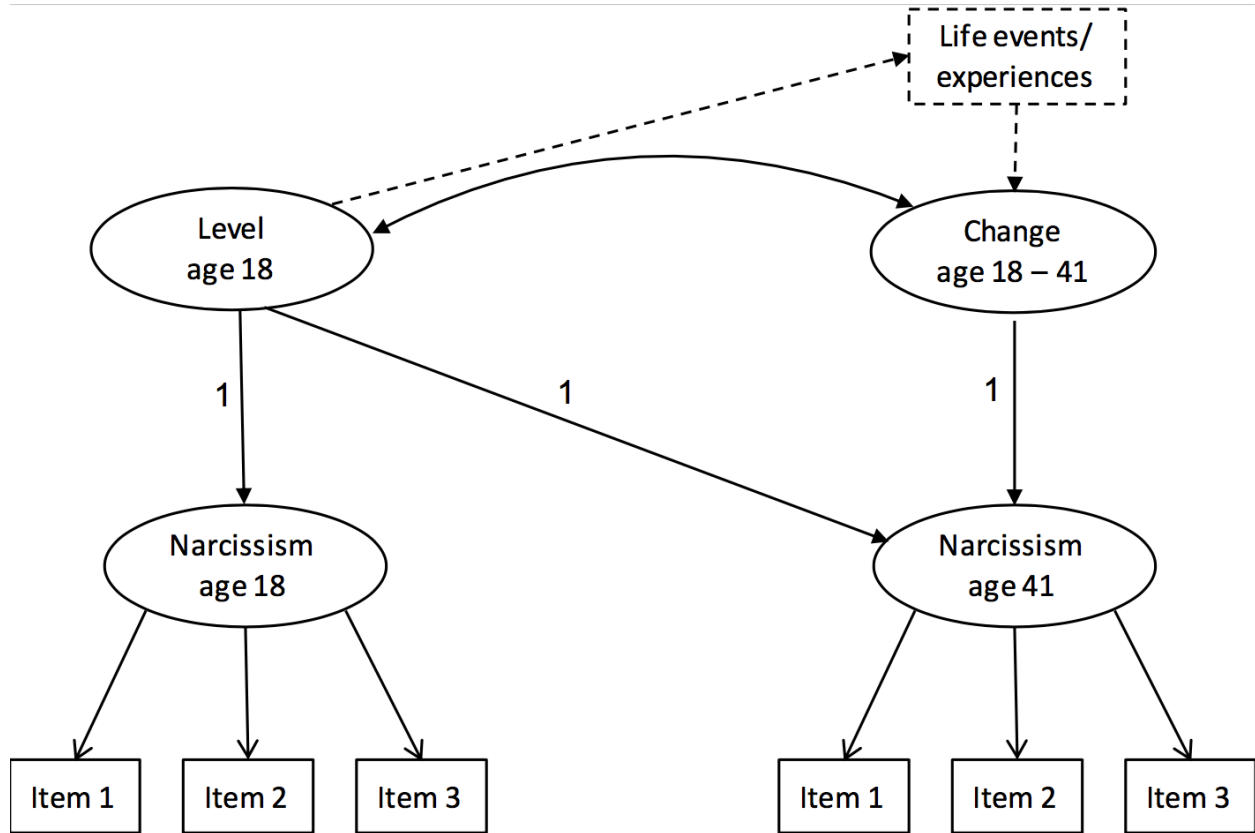 Life events/
experiences
Level
age 18
Change
age 18 – 41
1
1
1
Narcissism
age 18
Narcissism
age 41
Item 1
Item 2
Item 3
Item 1
Item 2
Item 3